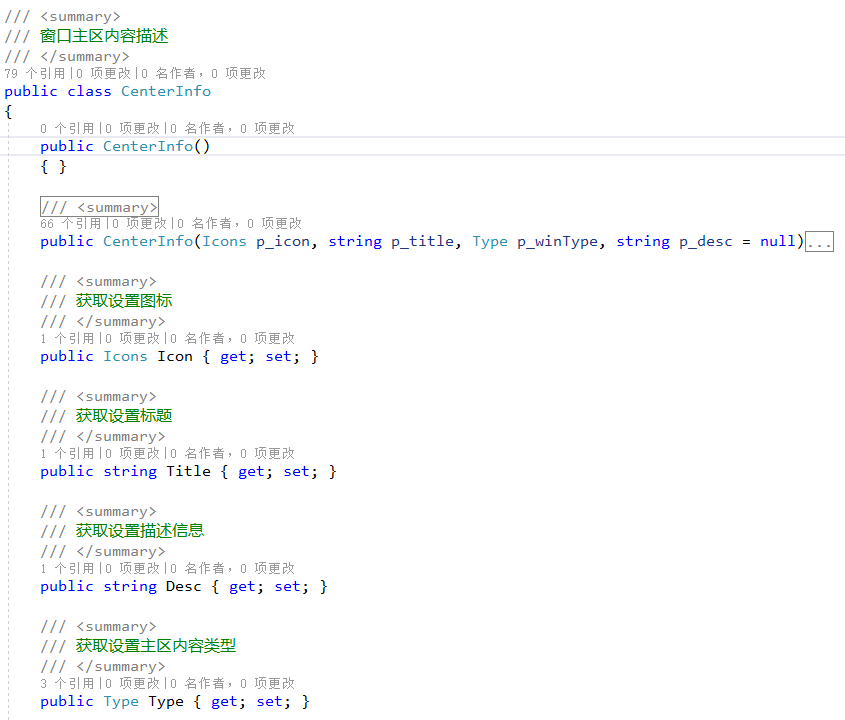 /// <summary>
/// 窗口主区内容描述
/// </summary>
79 个引用|0 项更改|0 名作者，0 项更改
public class CenterInfo
{
0 个引用|0 项更改|0 名作者，0 项更改
public CenterInfo()
{ }
/// <summary>
66 个引用|0 项更改|0 名作者，0 项更改
public CenterInfo(Icons p_icon, string p_title, Type p_winType, string p_desc = null)...
/// <summary>
/// 获取设置图标
/// </summary>
1 个引用|0 项更改|0 名作者，0 项更改
public Icons Icon { get; set; }
/// <summary>
/// 获取设置标题
/// </summary>
1 个引用|0 项更改|0 名作者，0 项更改
public string Title { get; set; }
/// <summary>
/// 获取设置描述信息
/// </summary>
1 个引用|0 项更改|0 名作者，0 项更改
public string Desc { get; set; }
/// <summary>
/// 获取设置主区内容类型
/// </summary>
3 个引用|0 项更改|0 名作者，0 项更改
public Type Type { get; set; }